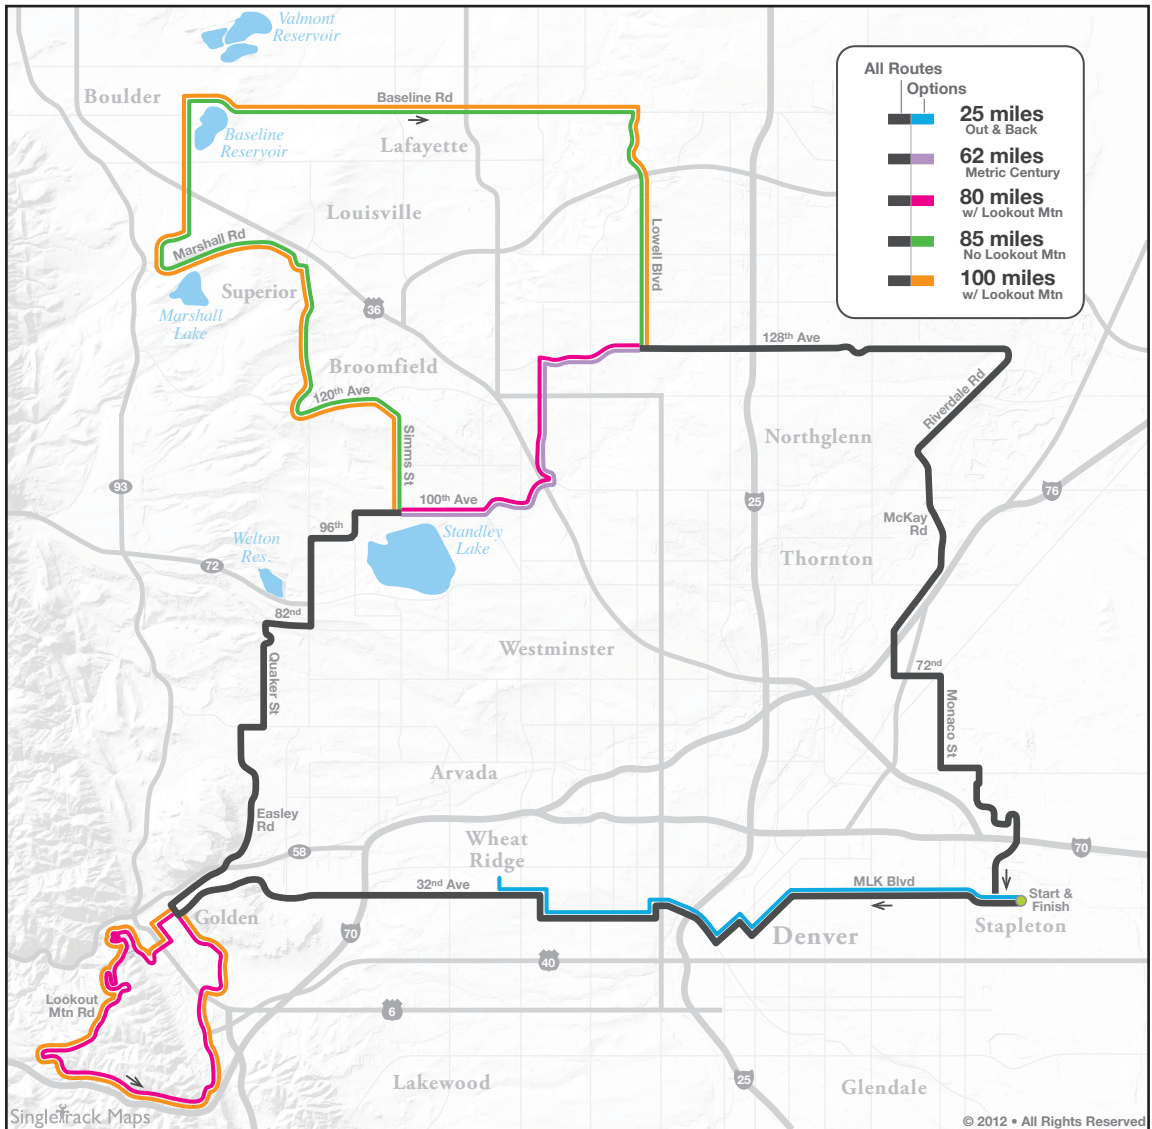 Valmont
Reservoir
Boulder
Baseline Rd
Baseline
Reservoir
Lafayette
Louisville
Marshall Rd
Superior
Marshall
Lake
36
Lowell Blvd
Broomfield
120th Ave
Simms St
128th Ave
Riverdale Rd
Northglenn
93
100th Ave
25
76
McKay
Rd
96th
Standley
Lake
Welton
Res.
72
Thornton
82nd
Westminster
Quaker St
72nd
Monaco St
Arvada
Easley
Rd
58
Wheat
Ridge
70
32nd Ave
MLK Blvd
Start &
Finish
Golden
Stapleton
Denver
70
40
Lookout
Mtn Rd
6
Lakewood
25
Glendale
SingleTrack Maps
© 2012 • All Rights Reserved
All Routes
Options
25 miles
Out & Back
62 miles
Metric Century
80 miles
w/ Lookout Mtn
85 miles
No Lookout Mtn
100 miles
w/ Lookout Mtn